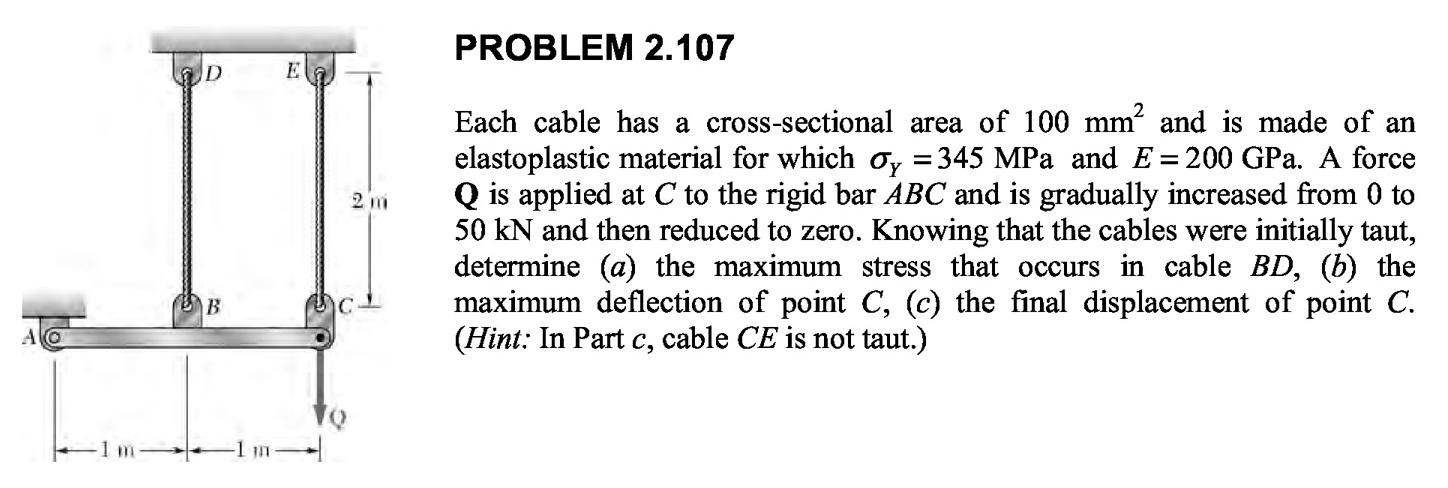 PROBLEM 2.107
D
E
2 m
B
C
A
Q
1 m
1 m
Each cable has a cross-sectional area of 100 mm² and is made of an
elastoplastic material for which σ_Y = 345 MPa and E = 200 GPa. A force
Q is applied at C to the rigid bar ABC and is gradually increased from 0 to
50 kN and then reduced to zero. Knowing that the cables were initially taut,
determine (a) the maximum stress that occurs in cable BD, (b) the
maximum deflection of point C, (c) the final displacement of point C.
(Hint: In Part c, cable CE is not taut.)